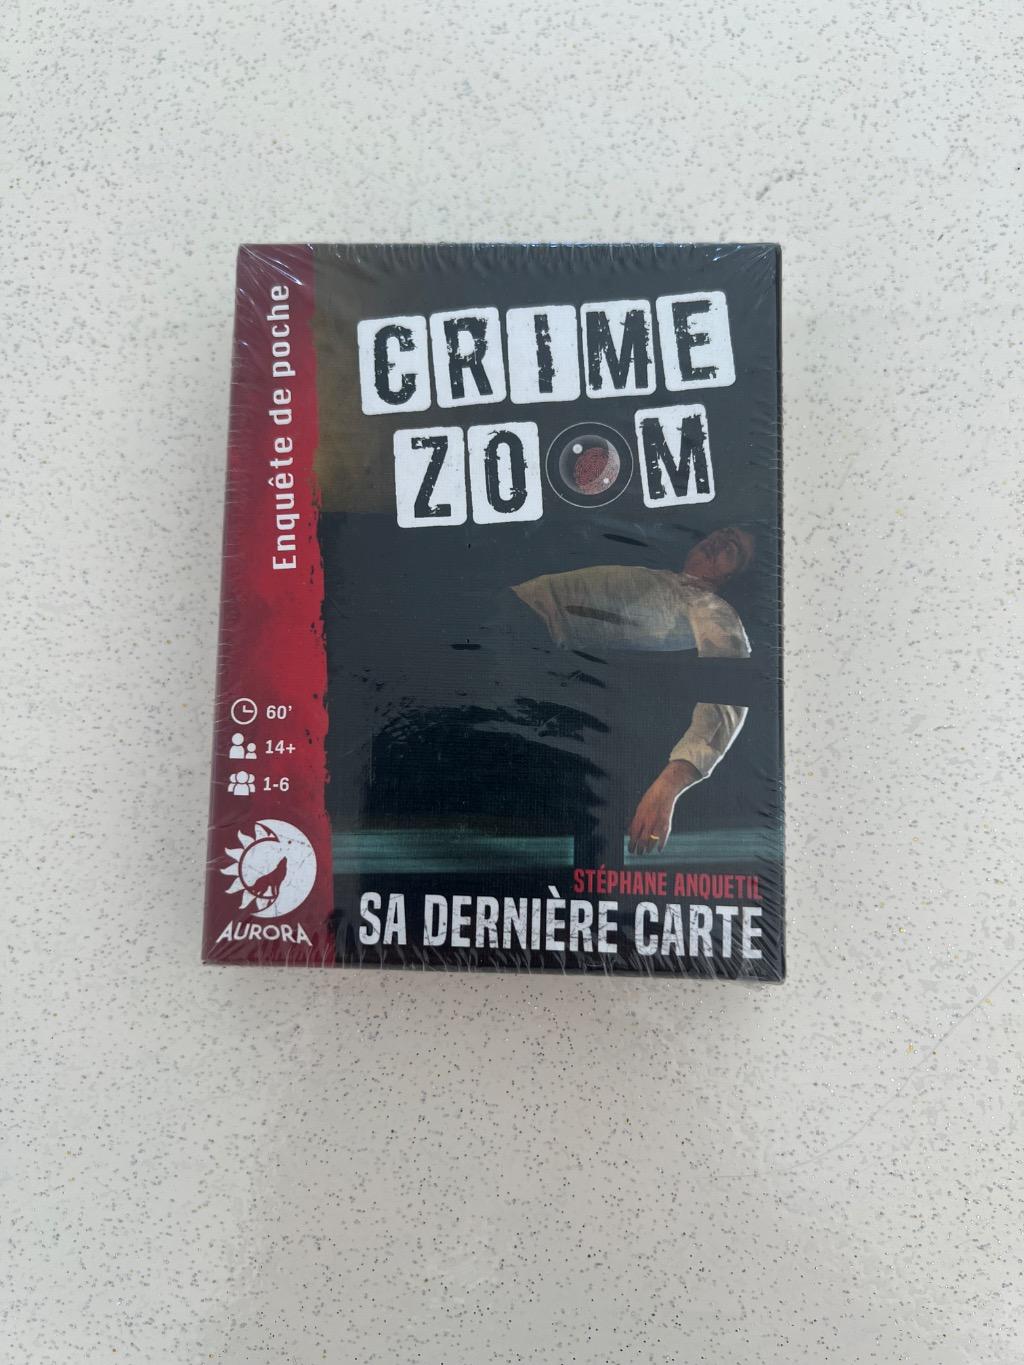 Enquête de poche
CRIME
ZOOM
60'
14+
1-6
AURORA
STÉPHANE ANQUETIL
SA DERNIÈRE CARTE